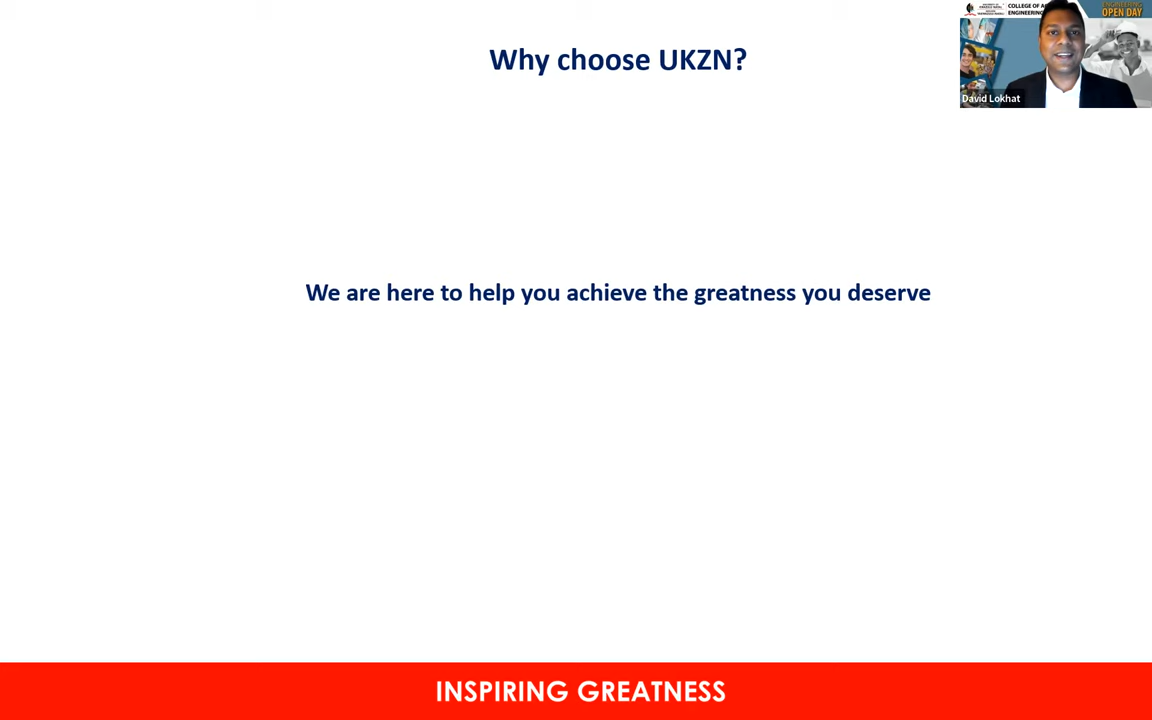 Why choose UKZN?
COLLEGE OF
ENGINEERING
ENGINEERING
OPEN DAY
David Lokhat
We are here to help you achieve the greatness you deserve
INSPIRING GREATNESS